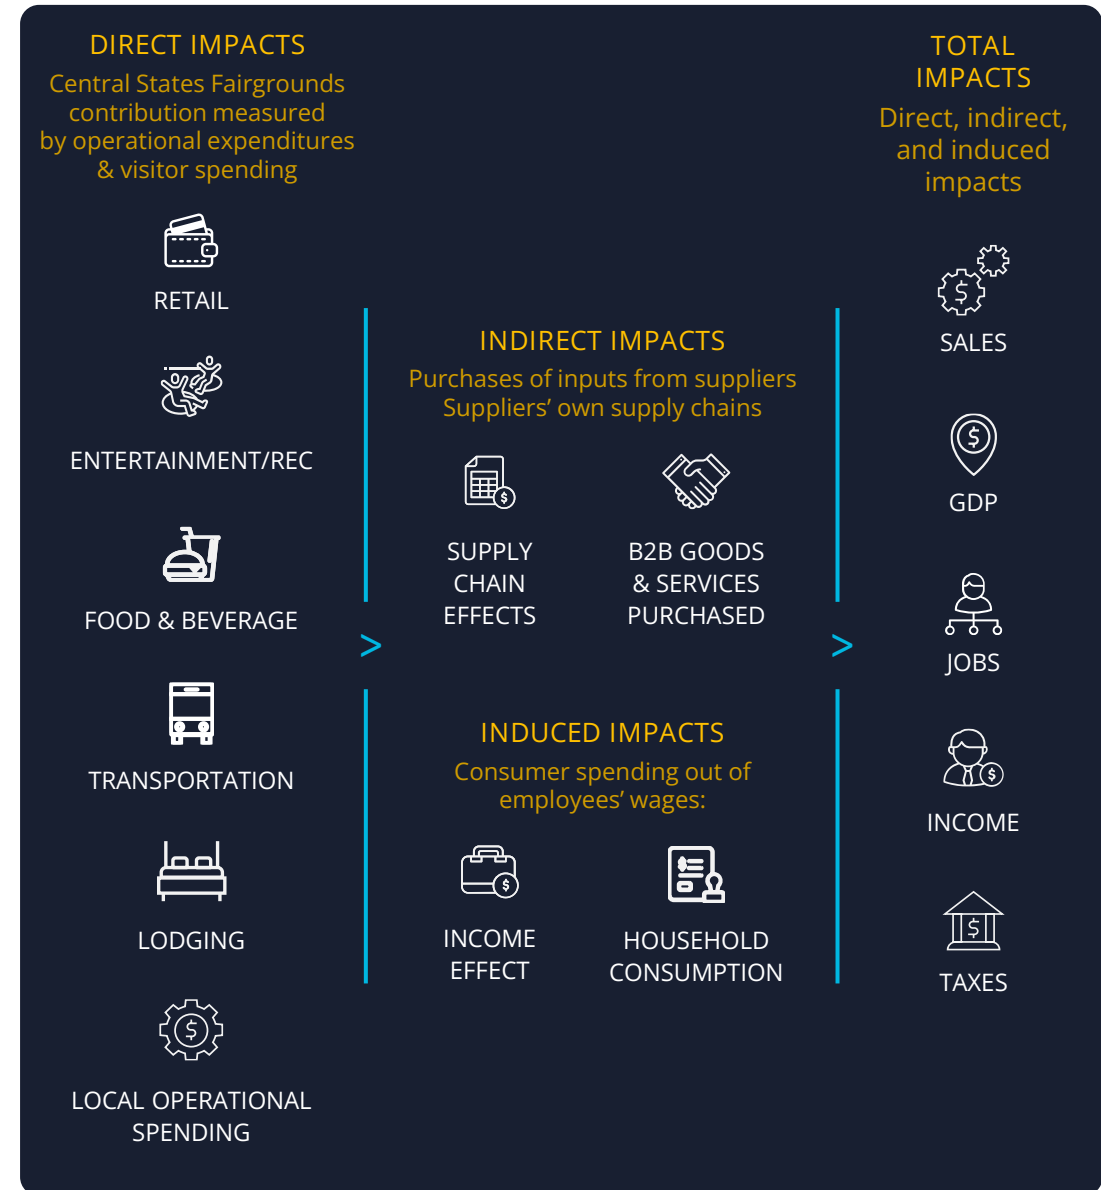 DIRECT IMPACTS
Central States Fairgrounds
contribution measured
by operational expenditures
& visitor spending
RETAIL
ENTERTAINMENT/REC
FOOD & BEVERAGE
TRANSPORTATION
LODGING
LOCAL OPERATIONAL
SPENDING
>
INDIRECT IMPACTS
Purchases of inputs from suppliers
Suppliers’ own supply chains
SUPPLY
CHAIN
EFFECTS
B2B GOODS
& SERVICES
PURCHASED
INDUCED IMPACTS
Consumer spending out of
employees’ wages:
INCOME
EFFECT
HOUSEHOLD
CONSUMPTION
>
TOTAL
IMPACTS
Direct, indirect,
and induced
impacts
SALES
GDP
JOBS
INCOME
TAXES